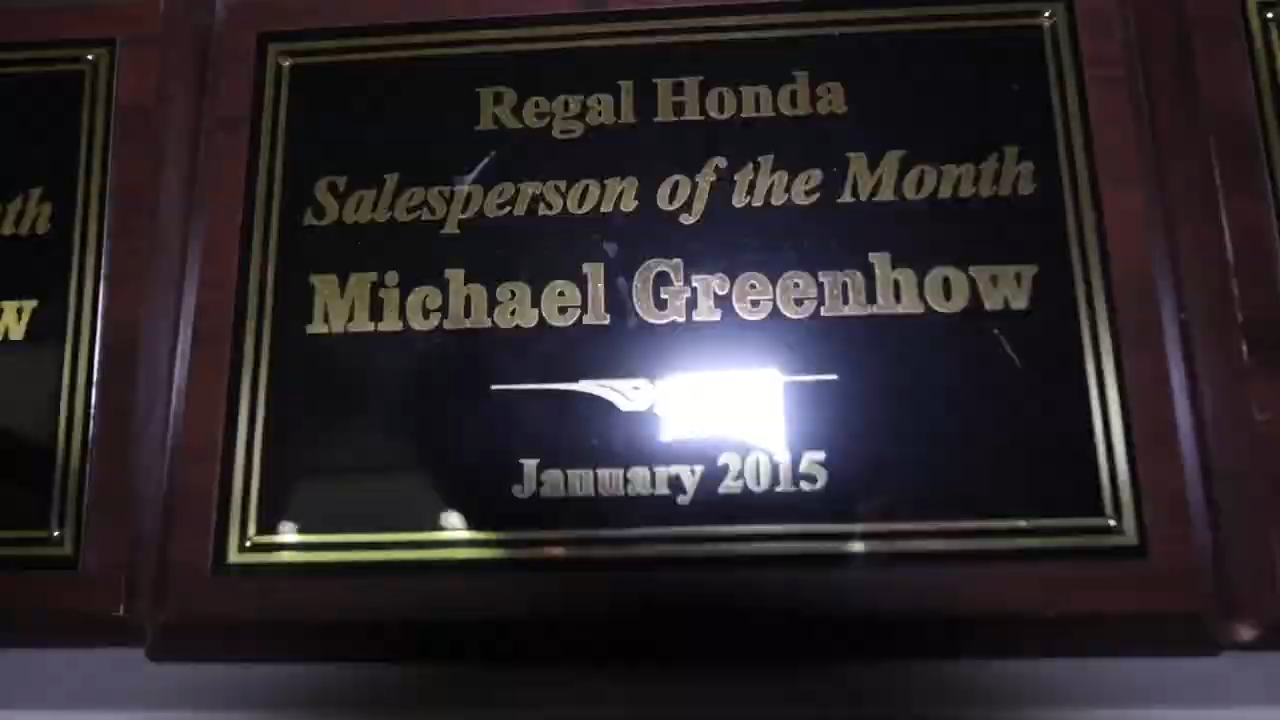 Regal Honda
Salesperson of the Month
Michael Greenhow
January 2015